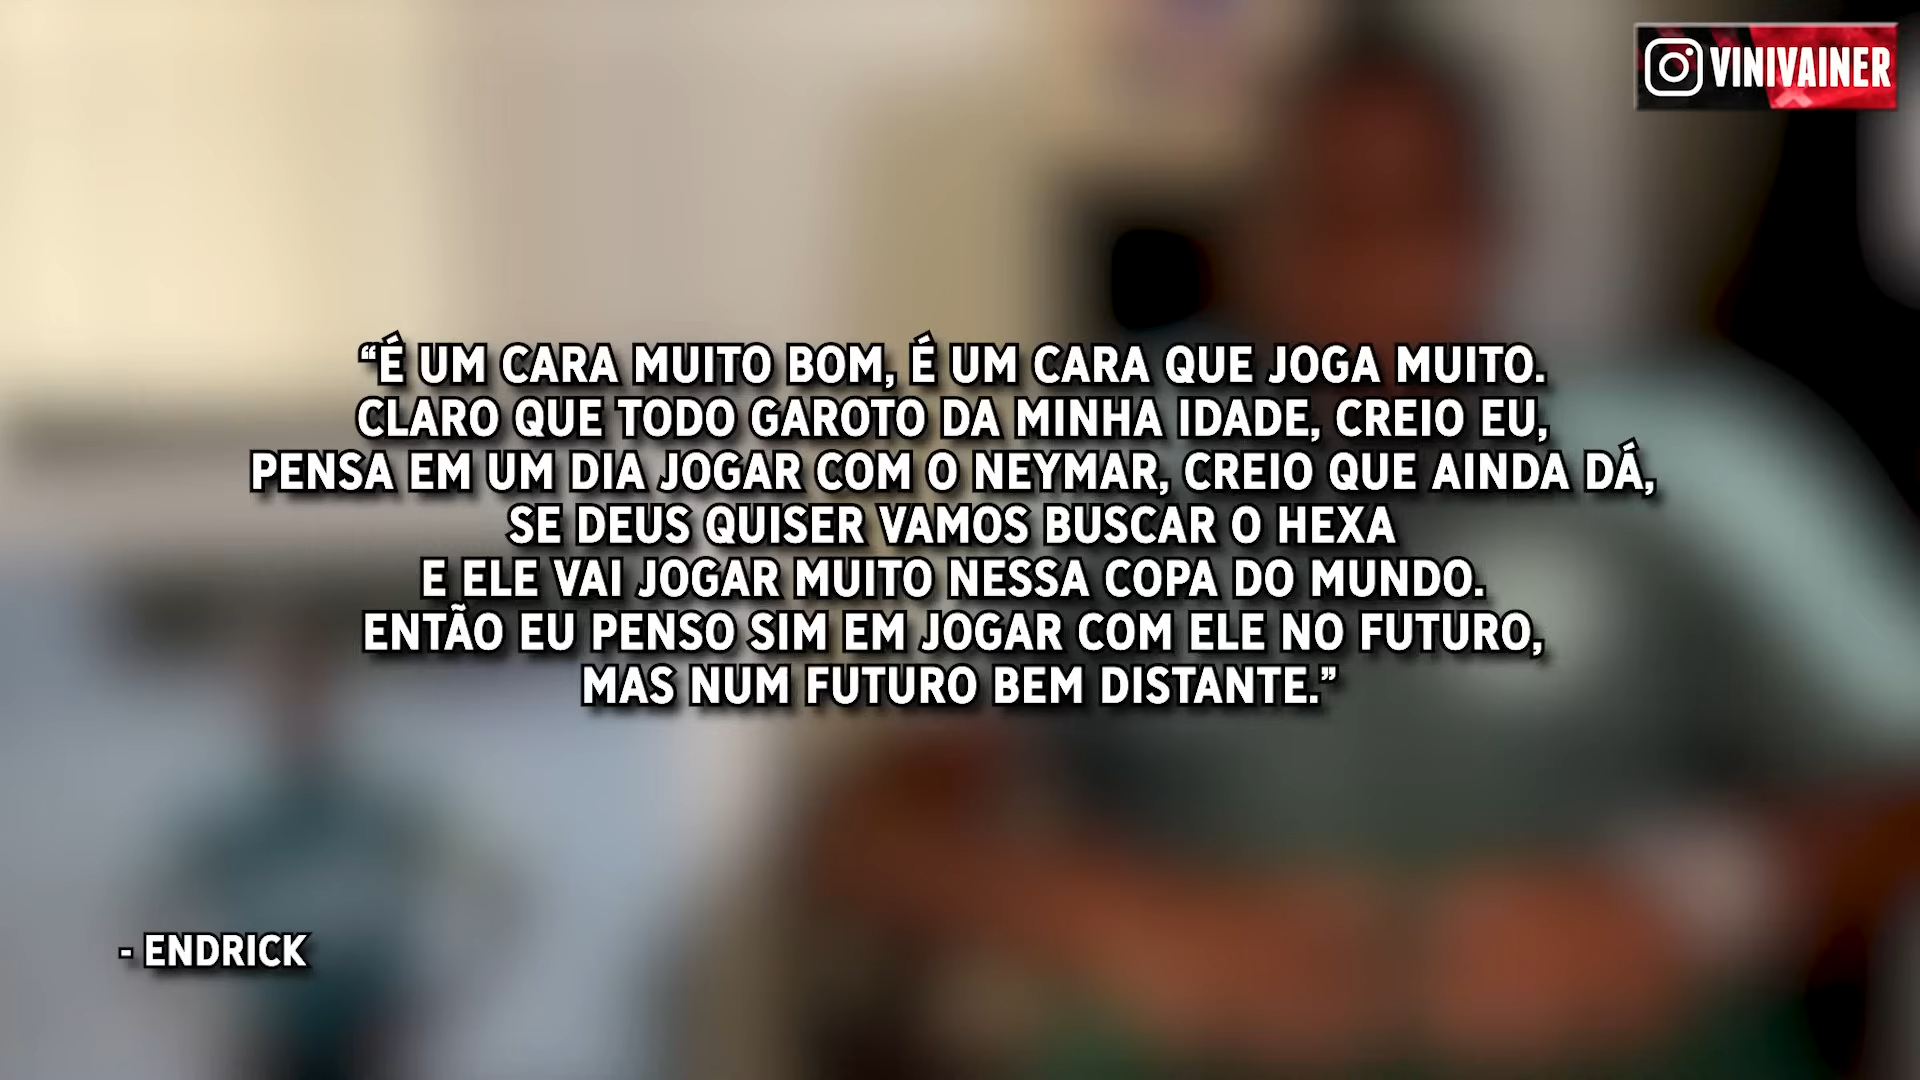 VINIVAINER
“É UM CARA MUITO BOM, É UM CARA QUE JOGA MUITO.
CLARO QUE TODO GAROTO DA MINHA IDADE, CREIO EU,
PENSA EM UM DIA JOGAR COM O NEYMAR, CREIO QUE AINDA DÁ,
SE DEUS QUISER VAMOS BUSCAR O HEXA
E ELE VAI JOGAR MUITO NESSA COPA DO MUNDO.
ENTÃO EU PENSO SIM EM JOGAR COM ELE NO FUTURO,
MAS NUM FUTURO BEM DISTANTE.”
- ENDRICK